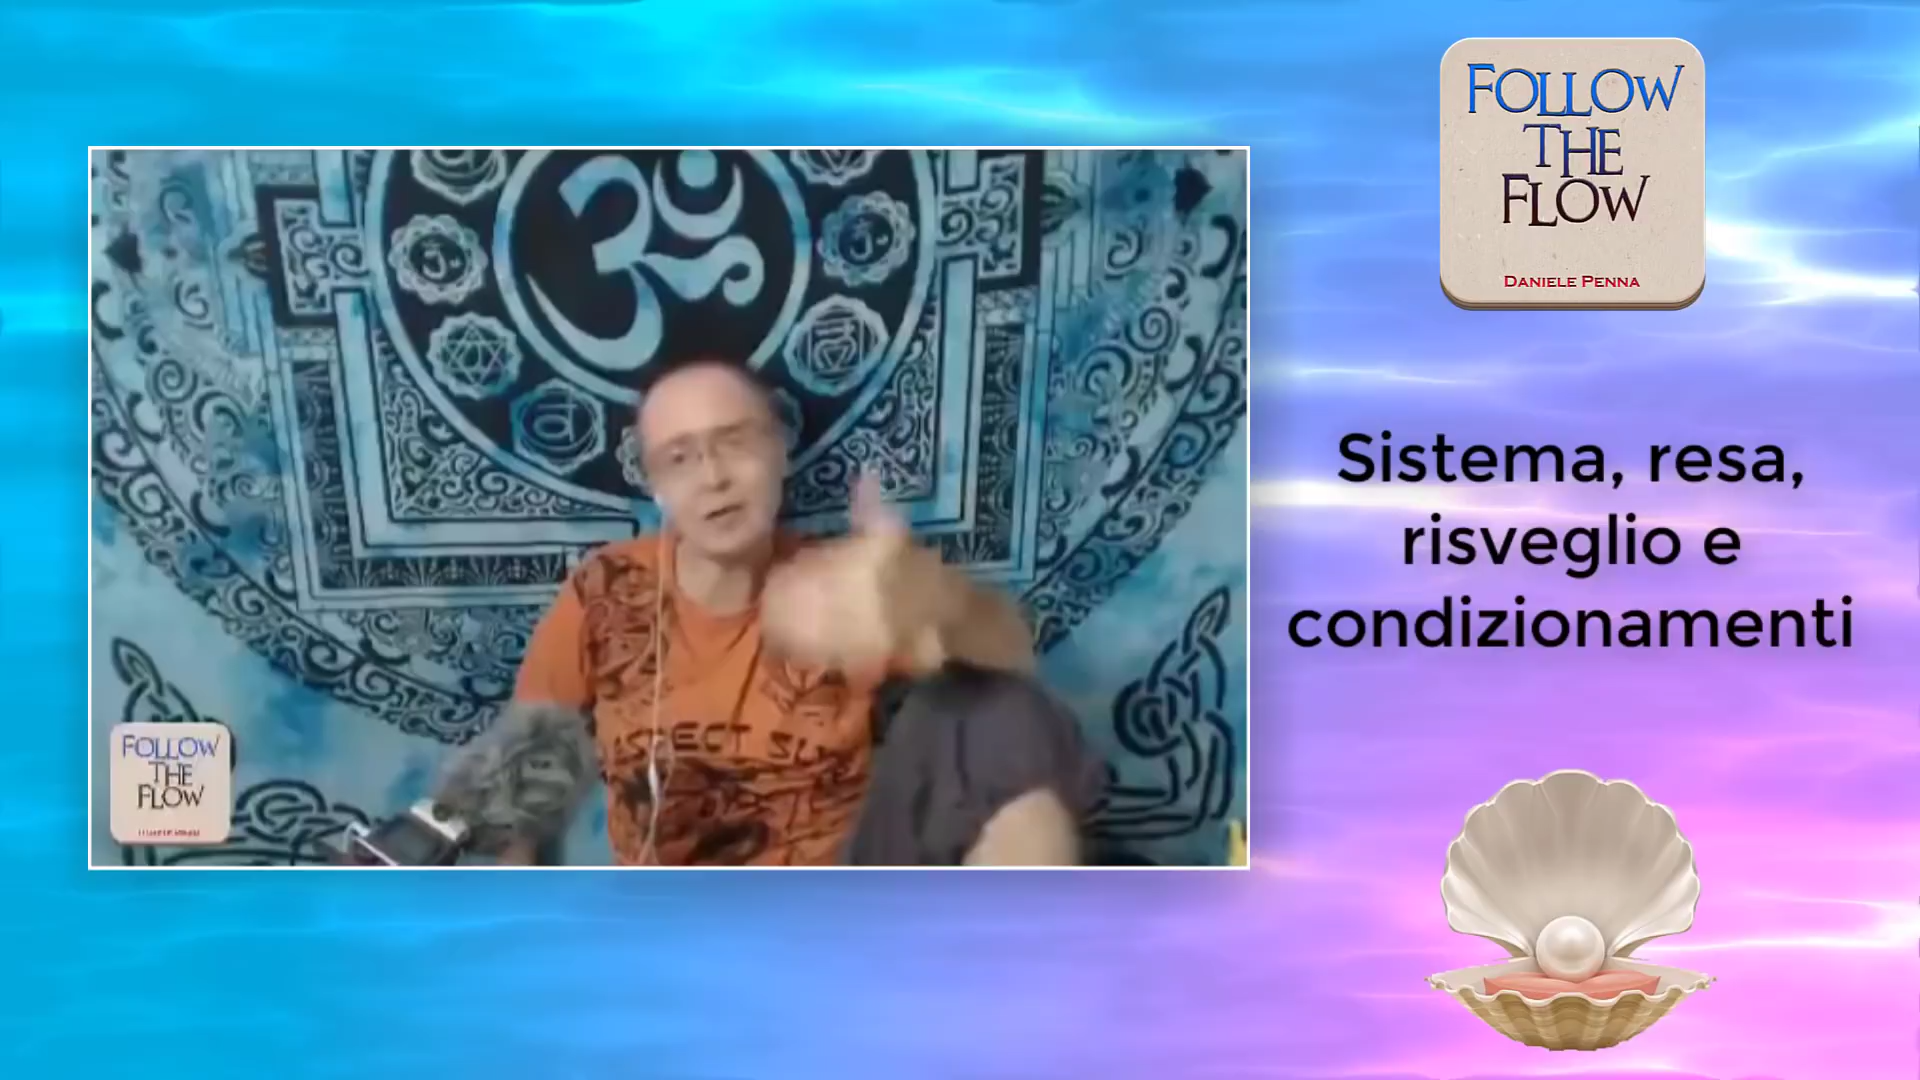 FOLLOW
THE
FLOW
DANIELE PENNA
Sistema, resa,
risveglio e
condizionamenti
FOLLOW
THE
FLOW